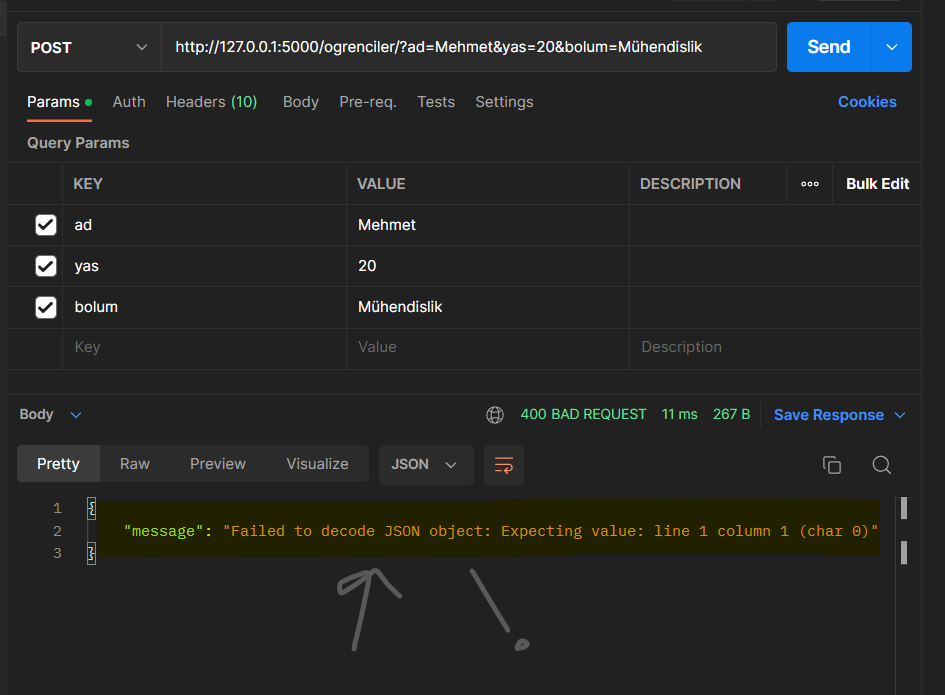 POST http://127.0.0.1:5000/ogrenciler/?ad=Mehmet&yas=20&bolum=Mühendislik Send
Params Auth Headers (10) Body Pre-req. Tests Settings Cookies
Query Params
KEY VALUE DESCRIPTION ooo Bulk Edit
ad Mehmet
yas 20
bolum Mühendislik
Key Value Description
Body 400 BAD REQUEST 11 ms 267 B Save Response
Pretty Raw Preview Visualize JSON
1 {
2 "message": "Failed to decode JSON object: Expecting value: line 1 column 1 (char 0)"
3 }